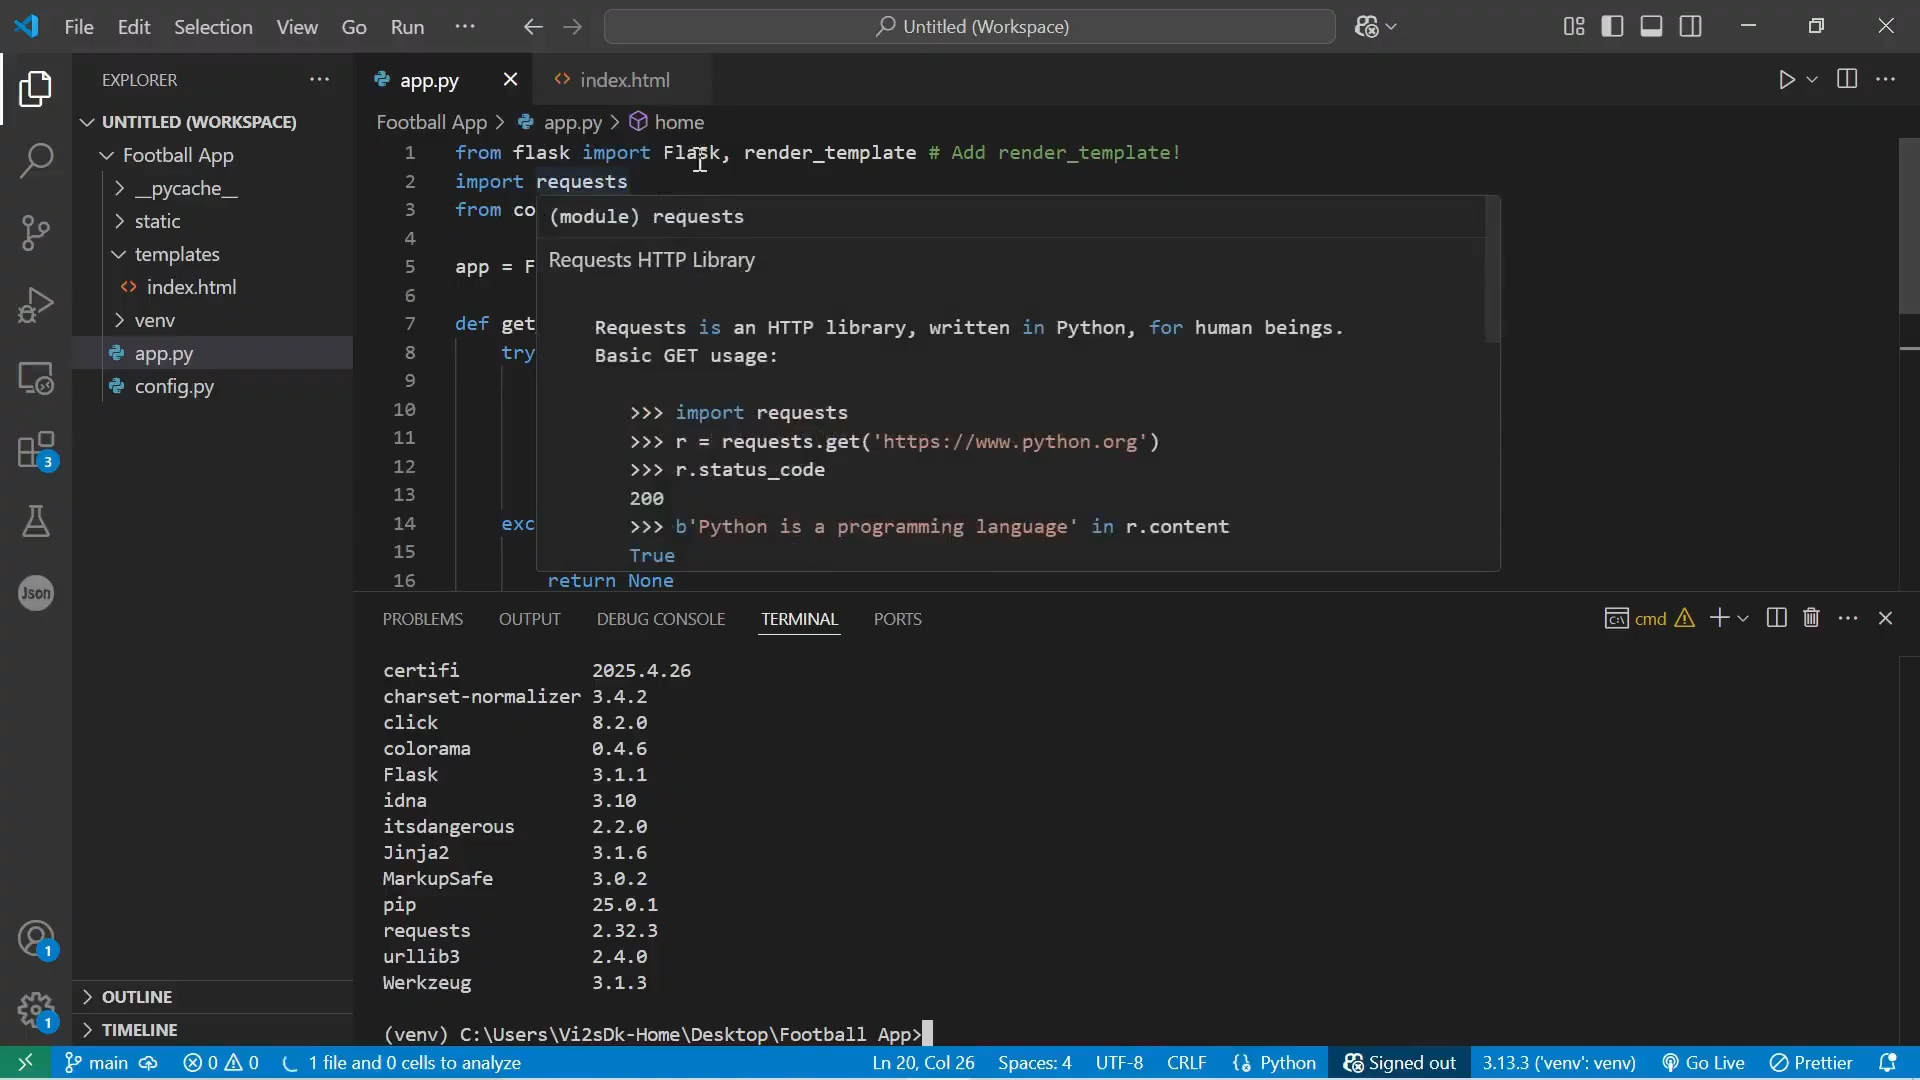 File Edit Selection View Go Run ··· Untitled (Workspace)
EXPLORER
UNTITLED (WORKSPACE)
Football App
__pycache__
static
templates
index.html
venv
app.py
config.py
OUTLINE
TIMELINE
3
Json
1
1
app.py index.html
Football App > app.py > home
1 from flask import Flask, render_template # Add render_template!
2 import requests
3 from co
4
5 app = F
6
7 def get
8 try
9
10
11
12
13
14 exc
15
16 return None
(module) requests
Requests HTTP Library
Requests is an HTTP library, written in Python, for human beings.
Basic GET usage:
>>> import requests
>>> r = requests.get('https://www.python.org')
>>> r.status_code
200
>>> b'Python is a programming language' in r.content
True
PROBLEMS OUTPUT DEBUG CONSOLE TERMINAL PORTS cmd
certifi 2025.4.26
charset-normalizer 3.4.2
click 8.2.0
colorama 0.4.6
Flask 3.1.1
idna 3.10
itsdangerous 2.2.0
Jinja2 3.1.6
MarkupSafe 3.0.2
pip 25.0.1
requests 2.32.3
urllib3 2.4.0
Werkzeug 3.1.3
(venv) C:\Users\Vi2sDk-Home\Desktop\Football App>
main 0 0 1 file and 0 cells to analyze Ln 20, Col 26 Spaces: 4 UTF-8 CRLF {} Python Signed out 3.13.3 ('venv': venv) Go Live Prettier